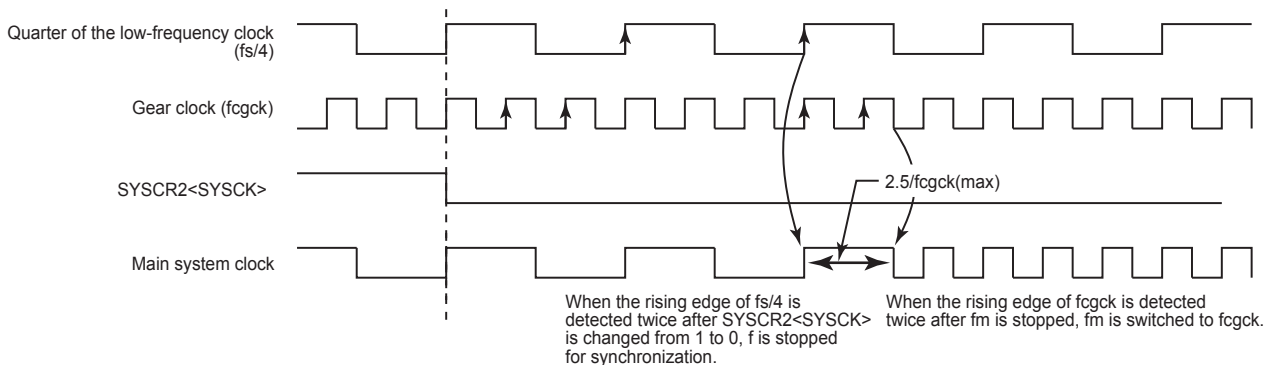 Quarter of the low-frequency clock
(fs/4)
Gear clock (fcgck)
SYSCR2<SYSCK>
2.5/fcgck(max)
Main system clock
When the rising edge of fs/4 is
detected twice after SYSCR2<SYSCK>
is changed from 1 to 0, f is stopped
for synchronization.
When the rising edge of fcgck is detected
twice after fm is stopped, fm is switched to fcgck.